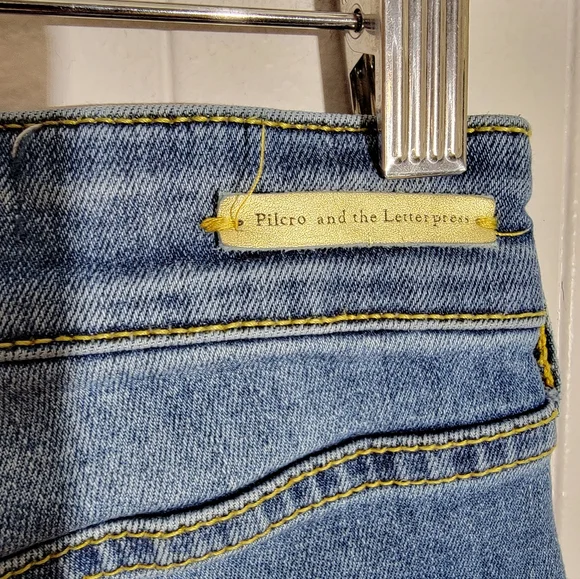 Pilcro and the Letterpress